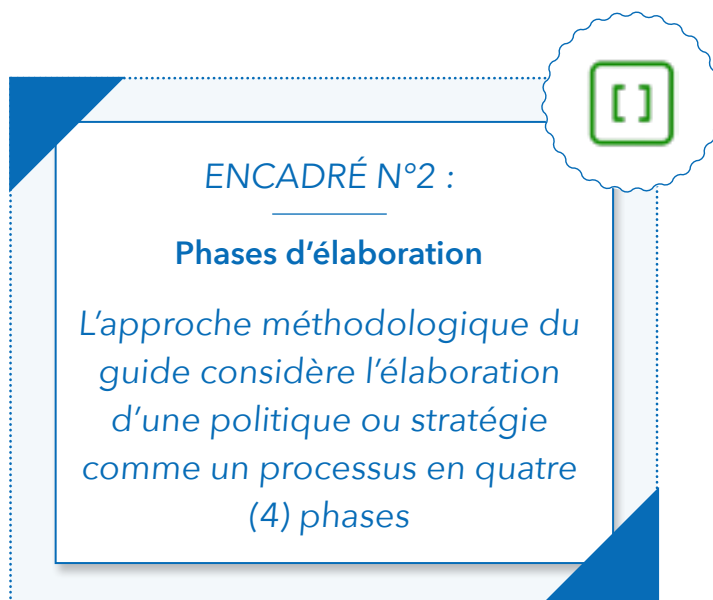 [ ]
ENCADRÉ N°2 :
Phases d’élaboration
L’approche méthodologique du
guide considère l’élaboration
d’une politique ou stratégie
comme un processus en quatre
(4) phases